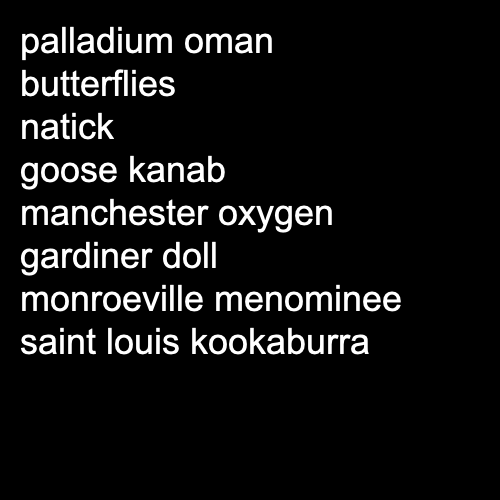 palladium oman
butterflies
natick
goose kanab
manchester oxygen
gardiner doll
monroeville menominee
saint louis kookaburra